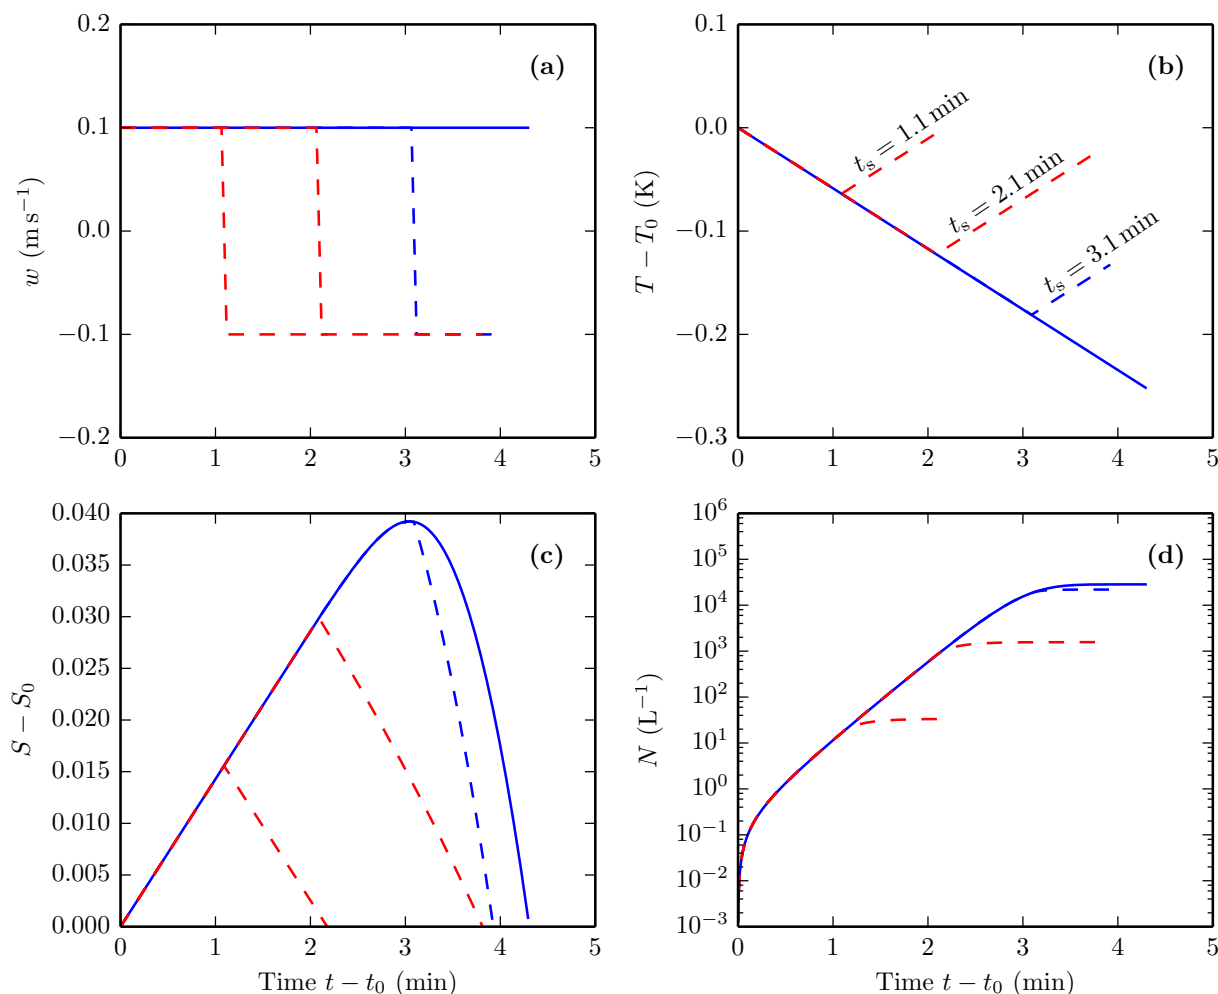 0.2
0.1
0.0
−0.1
−0.2
w (m s⁻¹)
0 1 2 3 4 5
(a)
0.1
0.0
−0.1
−0.2
−0.3
T − T₀ (K)
0 1 2 3 4 5
(b)
tₛ = 1.1 min
tₛ = 2.1 min
tₛ = 3.1 min
0.040
0.035
0.030
0.025
0.020
0.015
0.010
0.005
0.000
S − S₀
0 1 2 3 4 5
Time t − t₀ (min)
(c)
10⁶
10⁵
10⁴
10³
10²
10¹
10⁰
10⁻¹
10⁻²
10⁻³
N (L⁻¹)
0 1 2 3 4 5
Time t − t₀ (min)
(d)